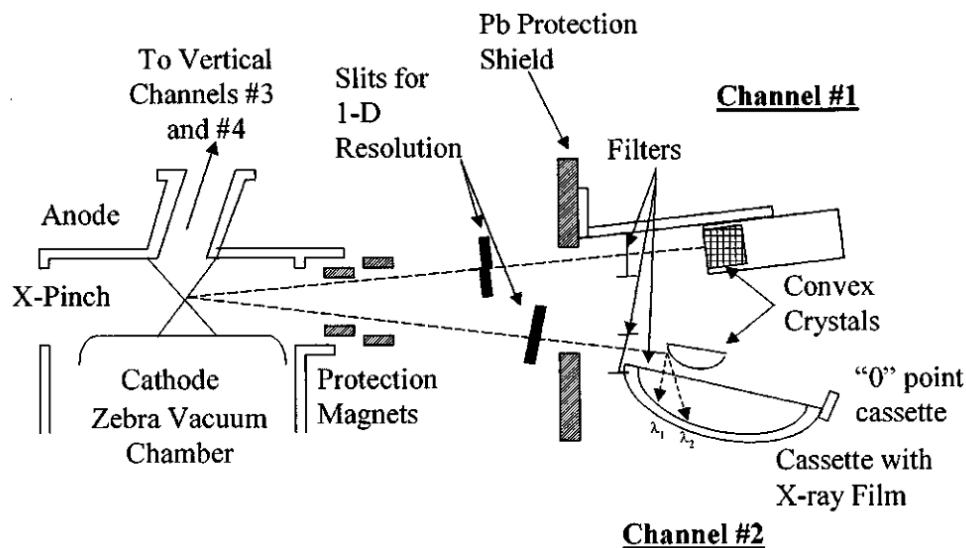 Pb Protection
Shield
To Vertical
Channels #3
and #4
Slits for
1-D
Resolution
Channel #1
Filters
Anode
X-Pinch
Convex
Crystals
Cathode
Zebra Vacuum
Chamber
Protection
Magnets
λ1
λ2
“0” point
cassette
Cassette with
X-ray Film
Channel #2